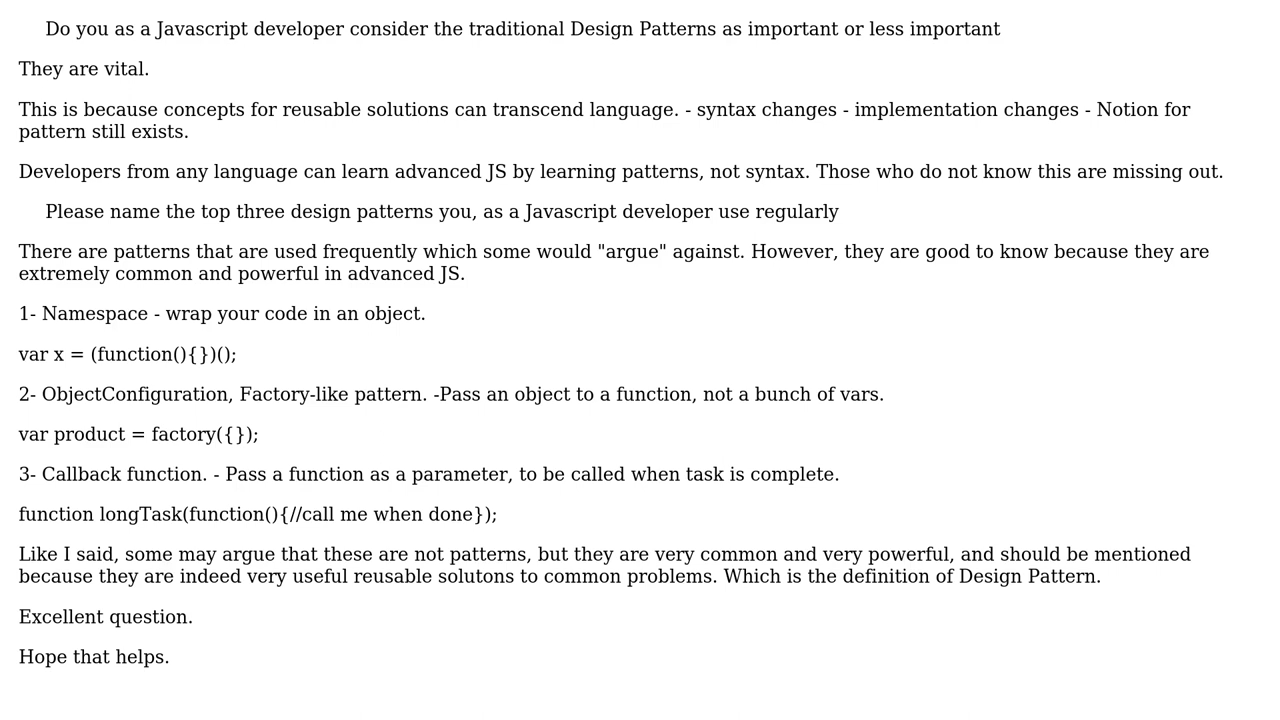 Do you as a Javascript developer consider the traditional Design Patterns as important or less important
They are vital.
This is because concepts for reusable solutions can transcend language. - syntax changes - implementation changes - Notion for
pattern still exists.
Developers from any language can learn advanced JS by learning patterns, not syntax. Those who do not know this are missing out.
Please name the top three design patterns you, as a Javascript developer use regularly
There are patterns that are used frequently which some would "argue" against. However, they are good to know because they are
extremely common and powerful in advanced JS.
1- Namespace - wrap your code in an object.
var x = (function(){})();
2- ObjectConfiguration, Factory-like pattern. -Pass an object to a function, not a bunch of vars.
var product = factory({});
3- Callback function. - Pass a function as a parameter, to be called when task is complete.
function longTask(function(){//call me when done});
Like I said, some may argue that these are not patterns, but they are very common and very powerful, and should be mentioned
because they are indeed very useful reusable solutons to common problems. Which is the definition of Design Pattern.
Excellent question.
Hope that helps.